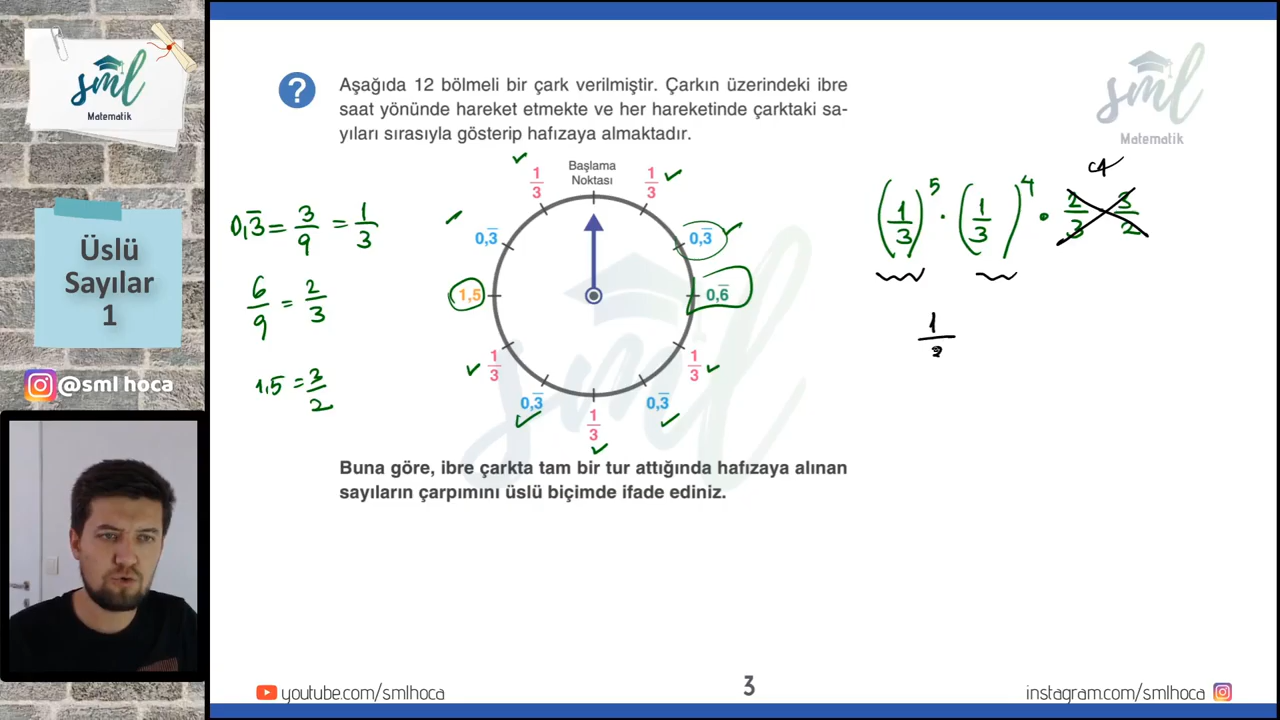 sml
Matematik
Üslü
Sayılar
1
@sml hoca
?
Aşağıda 12 bölmeli bir çark verilmiştir. Çarkın üzerindeki ibre
saat yönünde hareket etmekte ve her hareketinde çarktaki sa-
yıları sırasıyla gösterip hafızaya almaktadır.
sml
Matematik
Başlama
Noktası
1/3
1/3
0,3̅
0,3̅
1,5
0,6̅
1/3
1/3
0,3̅
0,3̅
1/3
0,3̅ = 3/9 = 1/3
6/9 = 2/3
1,5 = 3/2
(1/3)^5 · (1/3)^4 · 2/3 3/2
Buna göre, ibre çarkta tam bir tur attığında hafızaya alınan
sayıların çarpımını üslü biçimde ifade ediniz.
youtube.com/smlhoca
3
instagram.com/smlhoca